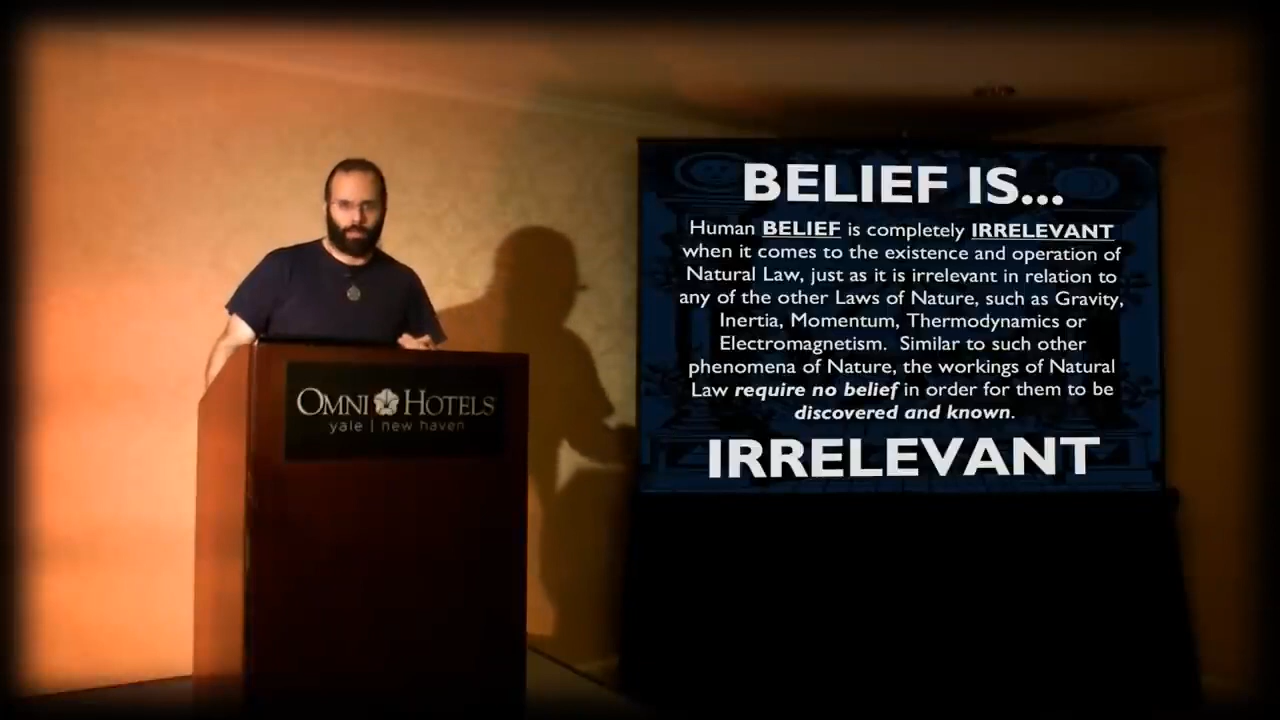 OMNI HOTELS
yale | new haven
BELIEF IS...
Human BELIEF is completely IRRELEVANT
when it comes to the existence and operation of
Natural Law, just as it is irrelevant in relation to
any of the other Laws of Nature, such as Gravity,
Inertia, Momentum, Thermodynamics or
Electromagnetism. Similar to such other
phenomena of Nature, the workings of Natural
Law require no belief in order for them to be
discovered and known.
IRRELEVANT